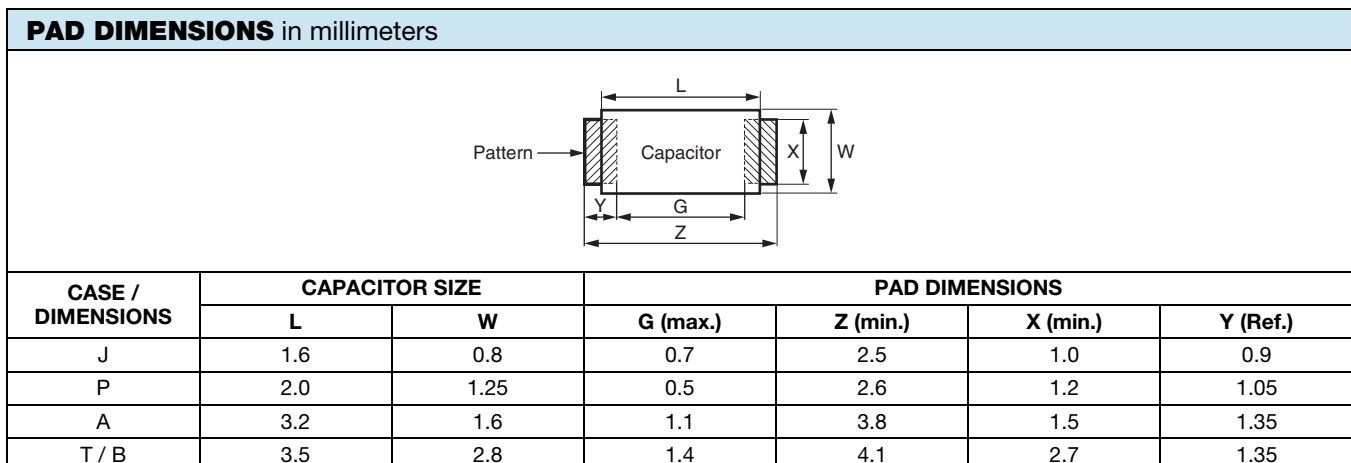 PAD DIMENSIONS in millimeters
L
Pattern
Capacitor
X
W
Y
G
Z
CASE / DIMENSIONS
CAPACITOR SIZE
PAD DIMENSIONS
L W G (max.) Z (min.) X (min.) Y (Ref.)
J 1.6 0.8 0.7 2.5 1.0 0.9
P 2.0 1.25 0.5 2.6 1.2 1.05
A 3.2 1.6 1.1 3.8 1.5 1.35
T / B 3.5 2.8 1.4 4.1 2.7 1.35